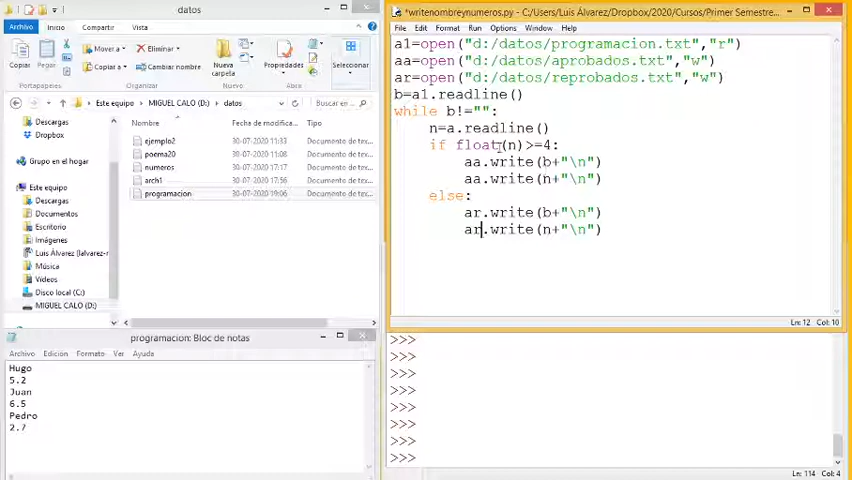 datos
*writenombreynumeros.py - C:/Users/Luis Álvarez/Dropbox/2020/Cursos/Primer Semestre...
Archivo Inicio Compartir Vista
File Edit Format Run Options Window Help
Copiar Pegar
Mover a
Copiar a
Eliminar
Cambiar nombre
Nueva carpeta
Propiedades
Seleccionar
Portapapeles
Organizar
Nuevo
Abrir
Este equipo MIGUEL CALO (D:) datos
Buscar en...
Nombre Fecha de modifica... Tipo
Descargas
Dropbox
Grupo en el hogar
Este equipo
Descargas
Documentos
Escritorio
Imágenes
Luis Álvarez (lalvarez-r
Música
Videos
Disco local (C:)
MIGUEL CALO (D:)
ejemplo2 30-07-2020 11:33 Documento de tex...
poema20 30-07-2020 11:39 Documento de tex...
numeros 30-07-2020 17:42 Documento de tex...
arch1 30-07-2020 17:56 Documento de tex...
programacion 30-07-2020 19:06 Documento de tex...
a1=open("d:/datos/programacion.txt","r")
aa=open("d:/datos/aprobados.txt","w")
ar=open("d:/datos/reprobados.txt","w")
b=a1.readline()
while b!="":
n=a.readline()
if float(n)>=4:
aa.write(b+"\n")
aa.write(n+"\n")
else:
ar.write(b+"\n")
ar.write(n+"\n")
Ln: 12 Col: 10
programacion: Bloc de notas
Archivo Edición Formato Ver Ayuda
Hugo
5.2
Juan
6.5
Pedro
2.7
>>>
>>>
>>>
>>>
>>>
>>>
>>>
>>>
Ln: 114 Col: 4